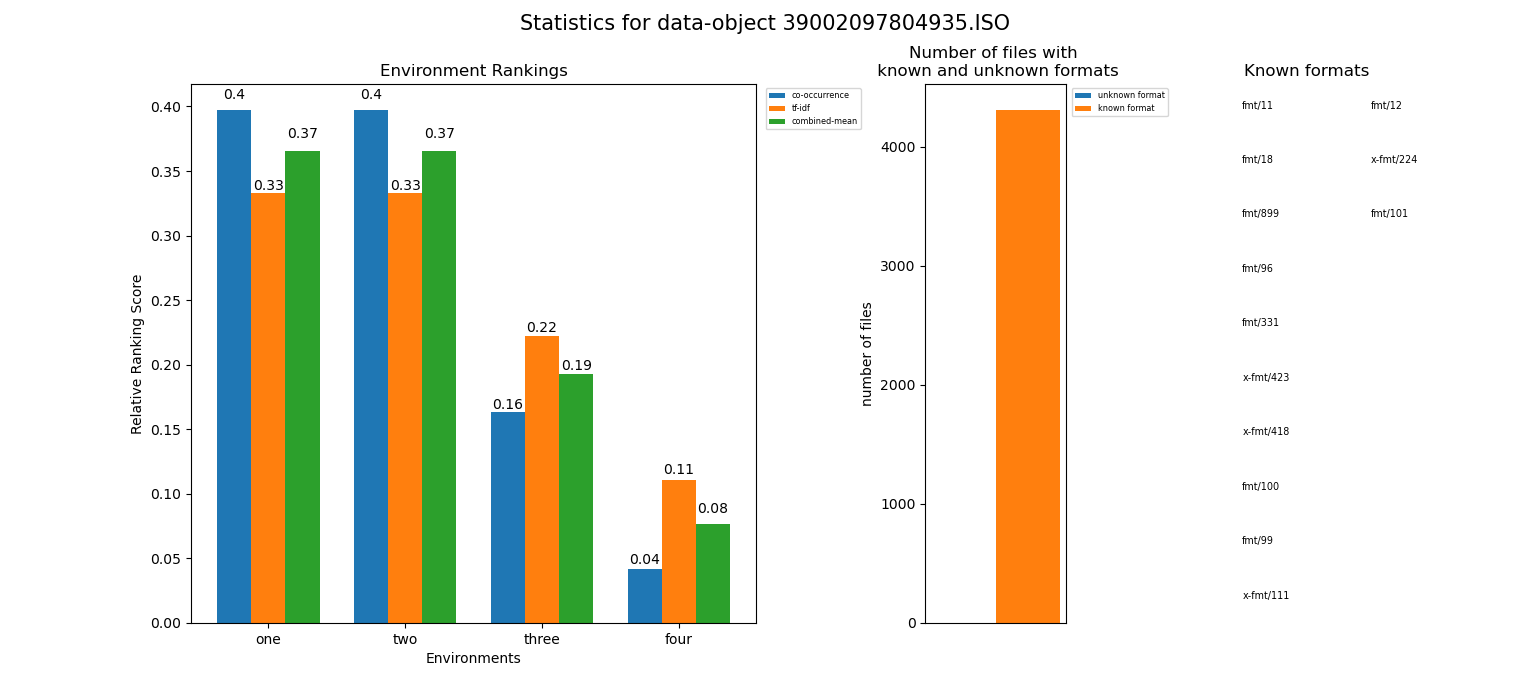 Statistics for data-object 39002097804935.ISO
Environment Rankings
Relative Ranking Score
0.40
0.35
0.30
0.25
0.20
0.15
0.10
0.05
0.00
0.4
0.33
0.37
0.4
0.33
0.37
0.16
0.22
0.19
0.04
0.11
0.08
one two three four
Environments
co-occurrence
tf-idf
combined-mean
Number of files with
known and unknown formats
number of files
4000
3000
2000
1000
0
unknown format
known format
Known formats
fmt/11 fmt/12
fmt/18 x-fmt/224
fmt/899 fmt/101
fmt/96
fmt/331
x-fmt/423
x-fmt/418
fmt/100
fmt/99
x-fmt/111